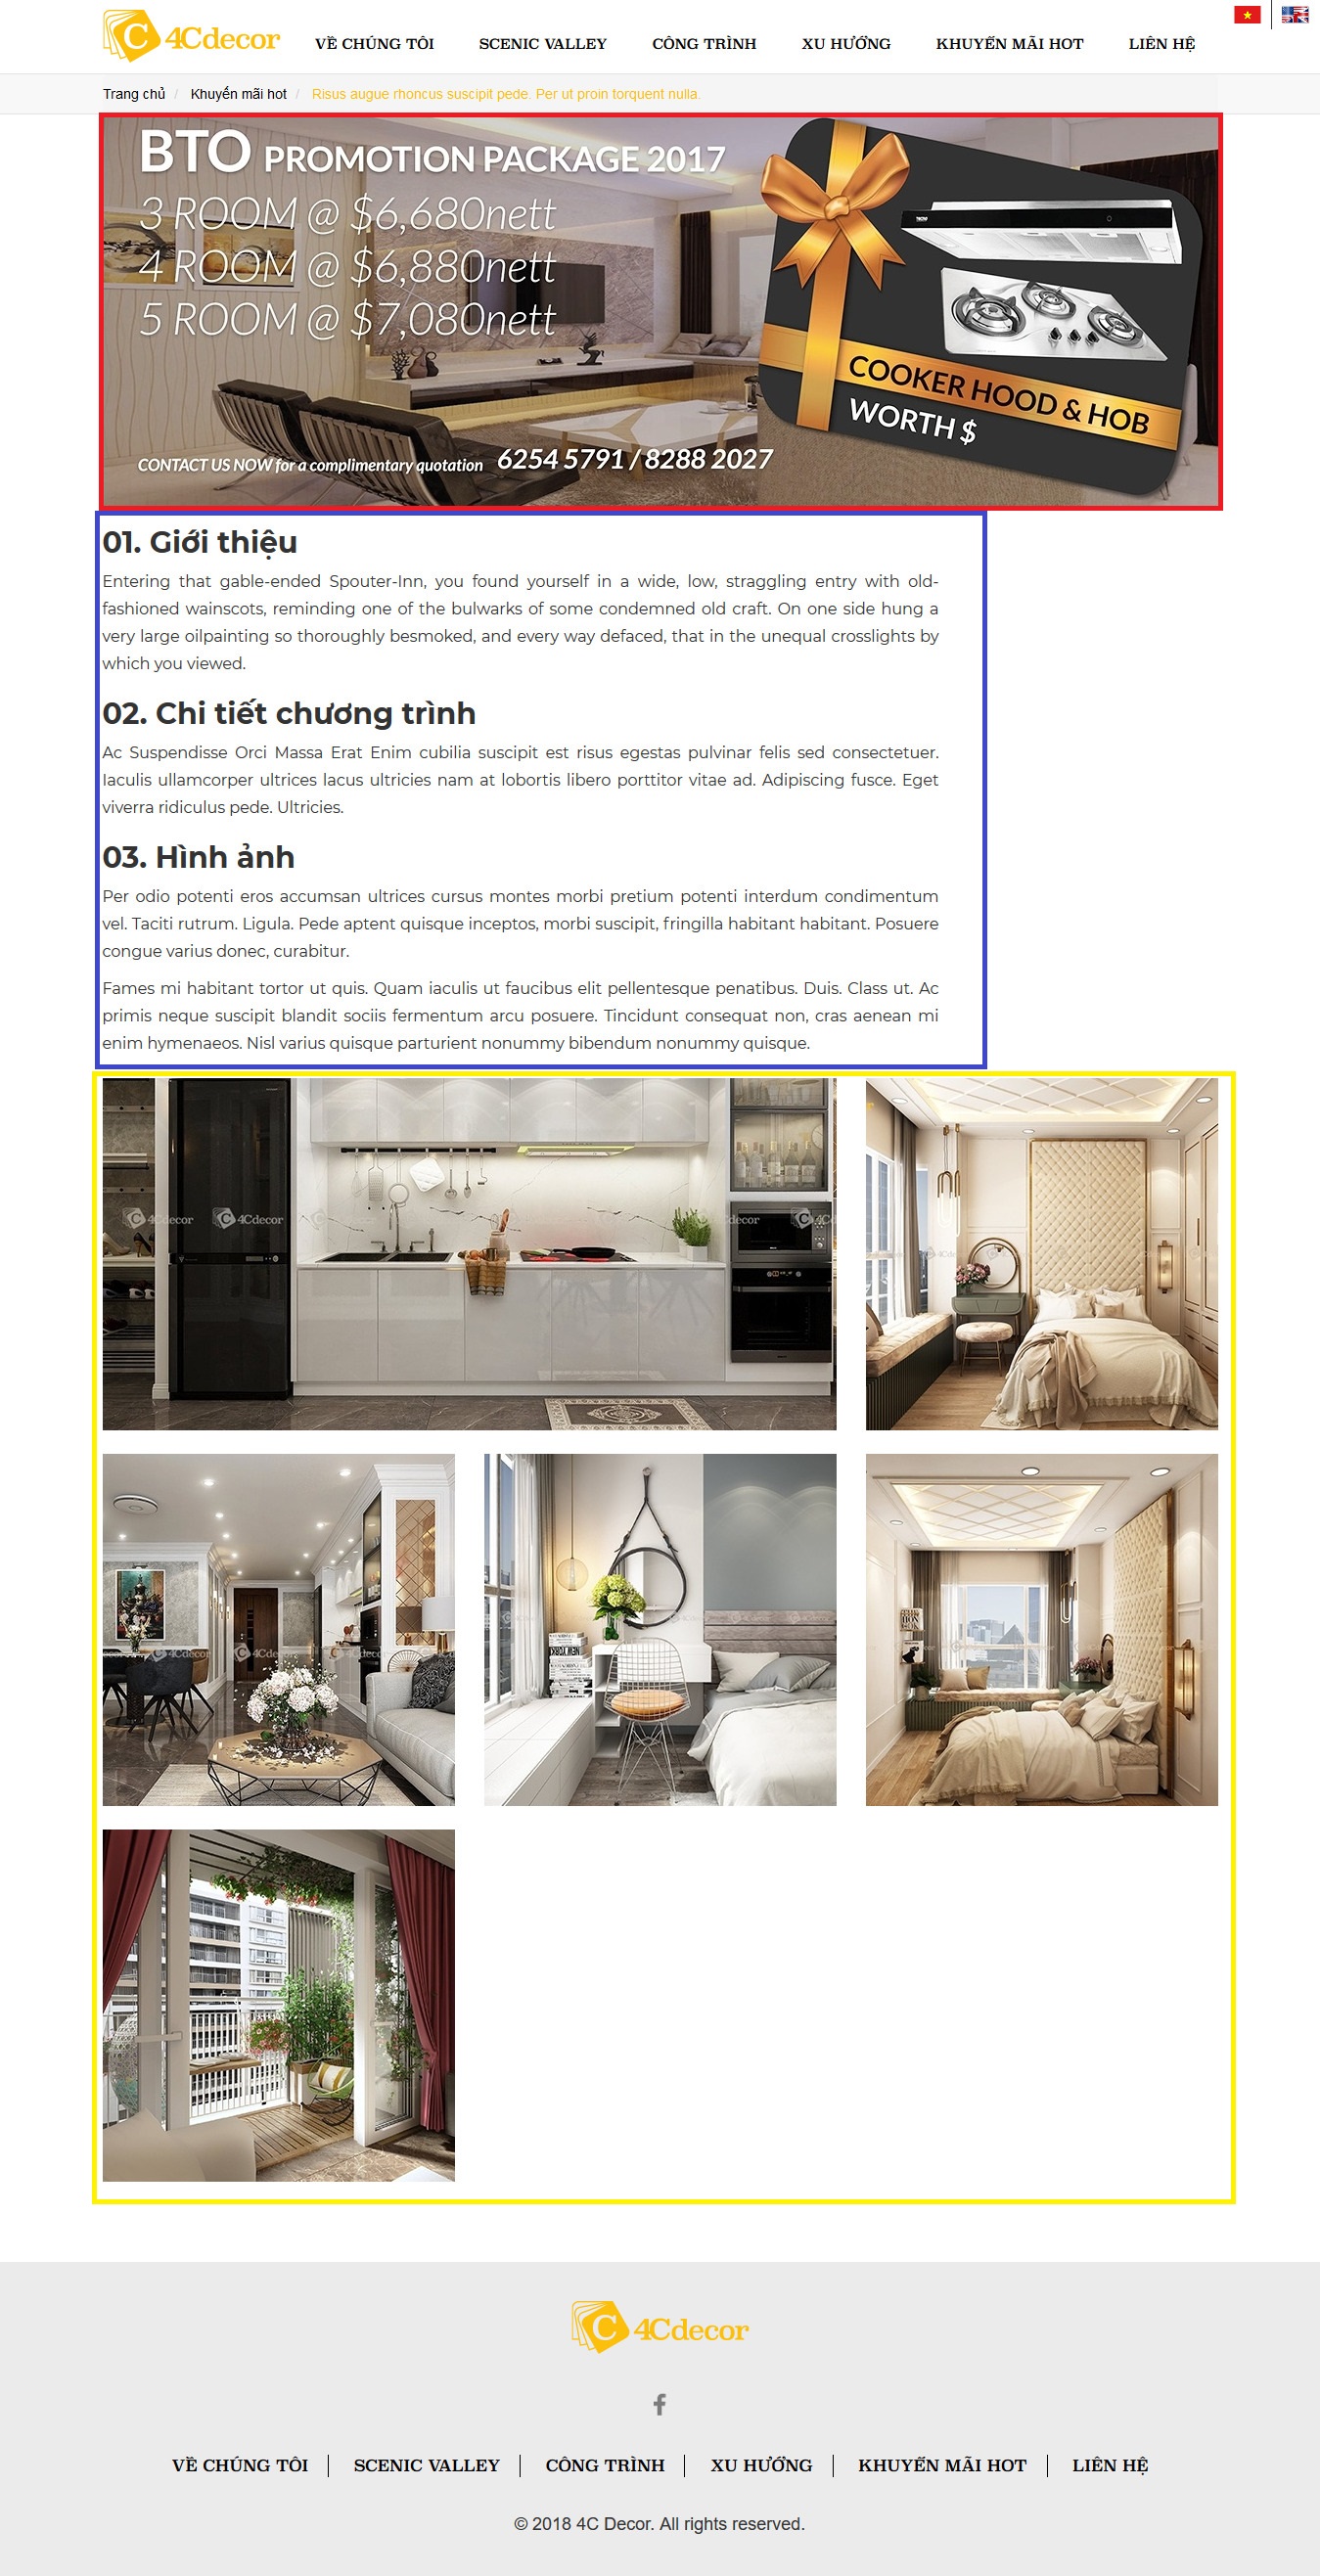 4Cdecor
VỀ CHÚNG TÔI
SCENIC VALLEY
CÔNG TRÌNH
XU HƯỚNG
KHUYẾN MÃI HOT
LIÊN HỆ
Trang chủ / Khuyến mãi hot / Risus augue rhoncus suscipit pede. Per ut proin torquent nulla.
BTO PROMOTION PACKAGE 2017
3 ROOM @ $6,680nett
4 ROOM @ $6,880nett
5 ROOM @ $7,080nett
COOKER HOOD & HOB
WORTH $
CONTACT US NOW for a complimentary quotation 6254 5791 / 8288 2027
01. Giới thiệu
Entering that gable-ended Spouter-Inn, you found yourself in a wide, low, straggling entry with old-
fashioned wainscots, reminding one of the bulwarks of some condemned old craft. On one side hung a
very large oilpainting so thoroughly besmoked, and every way defaced, that in the unequal crosslights by
which you viewed.
02. Chi tiết chương trình
Ac Suspendisse Orci Massa Erat Enim cubilia suscipit est risus egestas pulvinar felis sed consectetuer.
Iaculis ullamcorper ultrices lacus ultricies nam at lobortis libero porttitor vitae ad. Adipiscing fusce. Eget
viverra ridiculus pede. Ultricies.
03. Hình ảnh
Per odio potenti eros accumsan ultrices cursus montes morbi pretium potenti interdum condimentum
vel. Taciti rutrum. Ligula. Pede aptent quisque inceptos, morbi suscipit, fringilla habitant habitant. Posuere
congue varius donec, curabitur.
Fames mi habitant tortor ut quis. Quam iaculis ut faucibus elit pellentesque penatibus. Duis. Class ut. Ac
primis neque suscipit blandit sociis fermentum arcu posuere. Tincidunt consequat non, cras aenean mi
enim hymenaeos. Nisl varius quisque parturient nonummy bibendum nonummy quisque.
4Cdecor
4Cdecor
4Cdecor
VỀ CHÚNG TÔI
SCENIC VALLEY
CÔNG TRÌNH
XU HƯỚNG
KHUYẾN MÃI HOT
LIÊN HỆ
© 2018 4C Decor. All rights reserved.